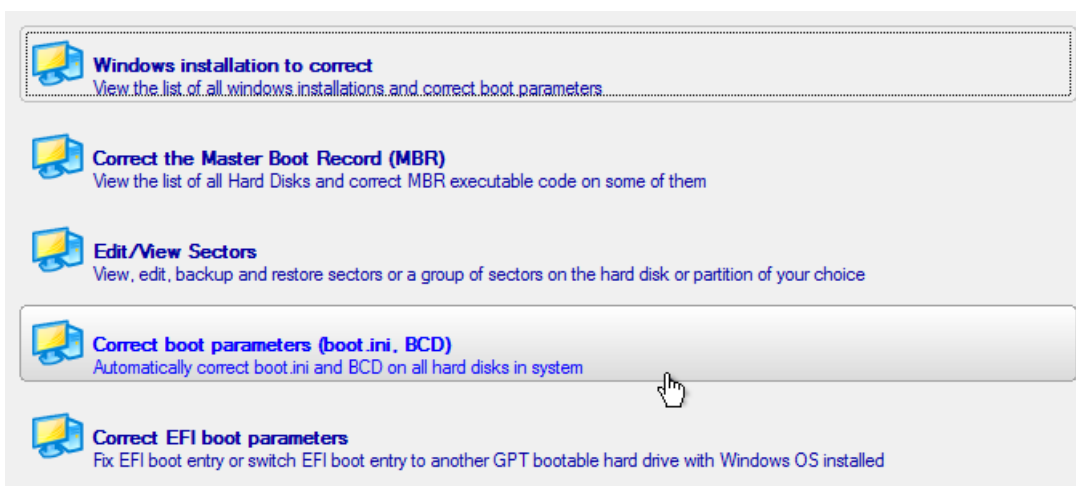 Windows installation to correct
View the list of all windows installations and correct boot parameters
Correct the Master Boot Record (MBR)
View the list of all Hard Disks and correct MBR executable code on some of them
Edit/View Sectors
View, edit, backup and restore sectors or a group of sectors on the hard disk or partition of your choice
Correct boot parameters (boot.ini, BCD)
Automatically correct boot.ini and BCD on all hard disks in system
Correct EFI boot parameters
Fix EFI boot entry or switch EFI boot entry to another GPT bootable hard drive with Windows OS installed